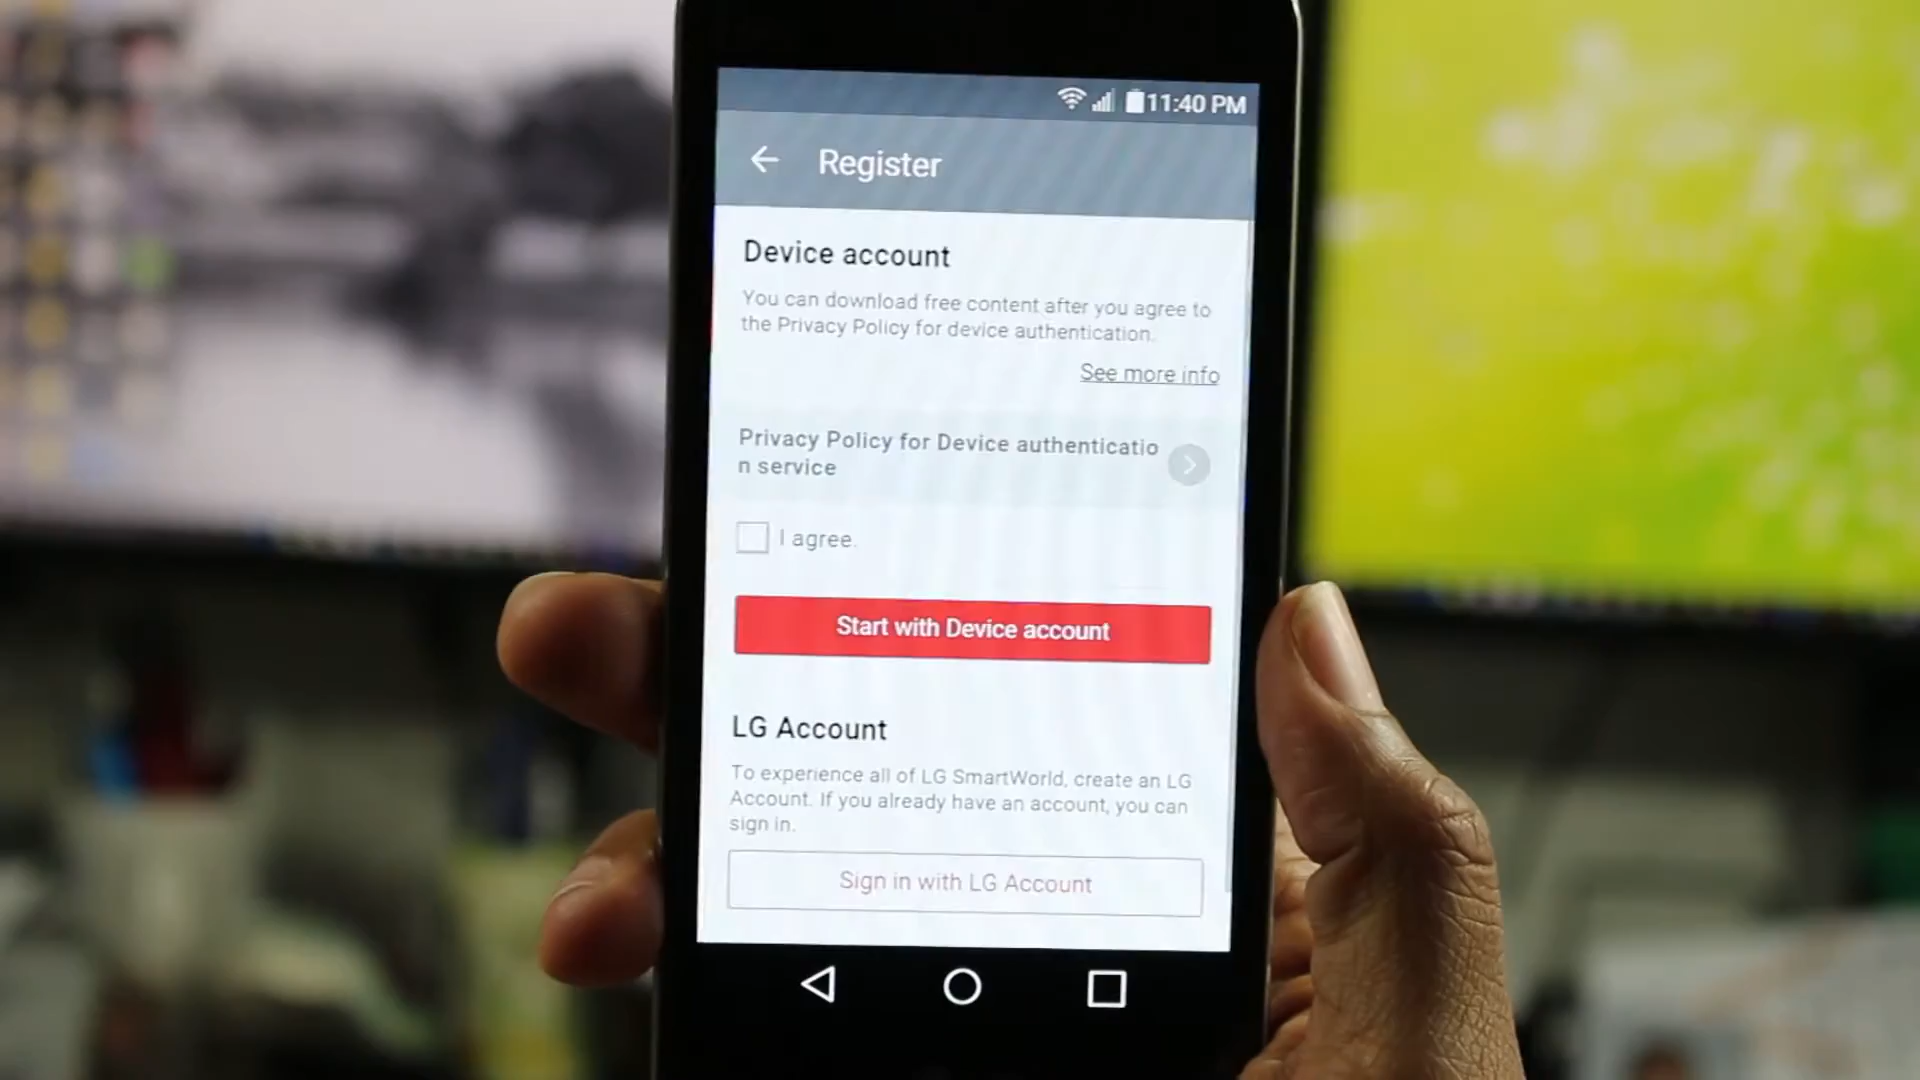 11:40 PM
Register
Device account
You can download free content after you agree to
the Privacy Policy for device authentication.
See more info
Privacy Policy for Device authenticatio
n service
I agree.
Start with Device account
LG Account
To experience all of LG SmartWorld, create an LG
Account. If you already have an account, you can
sign in.
Sign in with LG Account